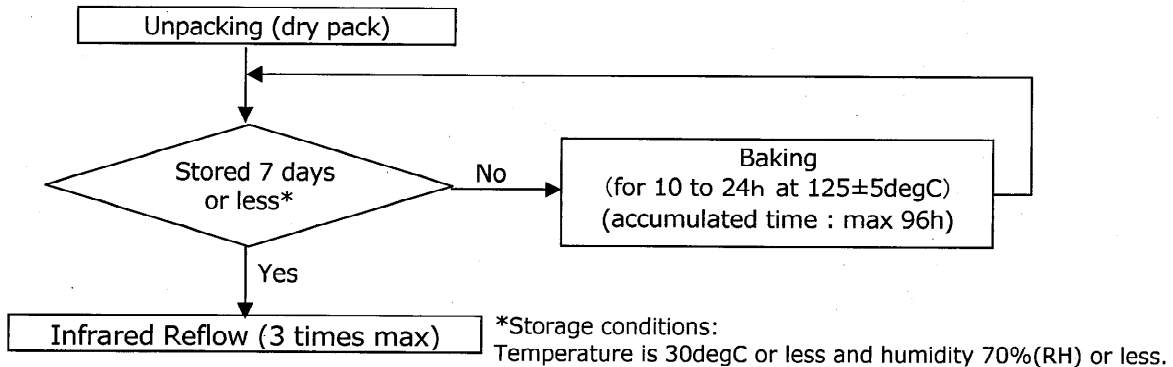 Unpacking (dry pack)
Stored 7 days
or less*
No
Baking
(for 10 to 24h at 125±5degC)
(accumulated time : max 96h)
Yes
Infrared Reflow (3 times max)
*Storage conditions:
Temperature is 30degC or less and humidity 70%(RH) or less.